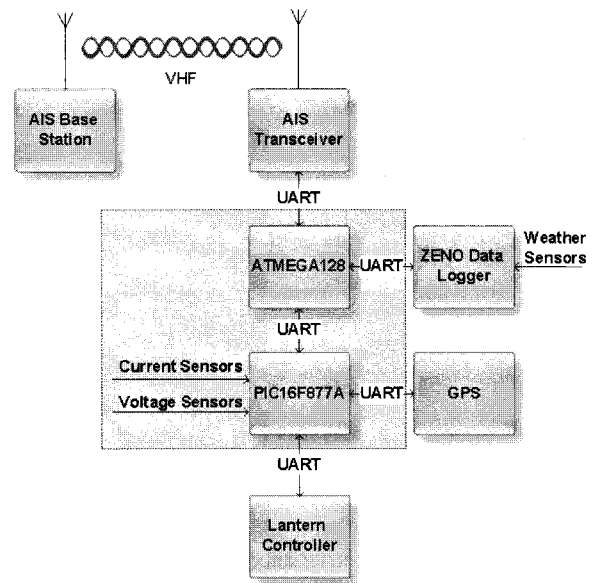 VHF
AIS Base
Station
AIS
Transceiver
UART
ATMEGA128
UART
ZENO Data
Logger
Weather
Sensors
UART
Current Sensors
Voltage Sensors
PIC16F877A
UART
GPS
UART
Lantern
Controller